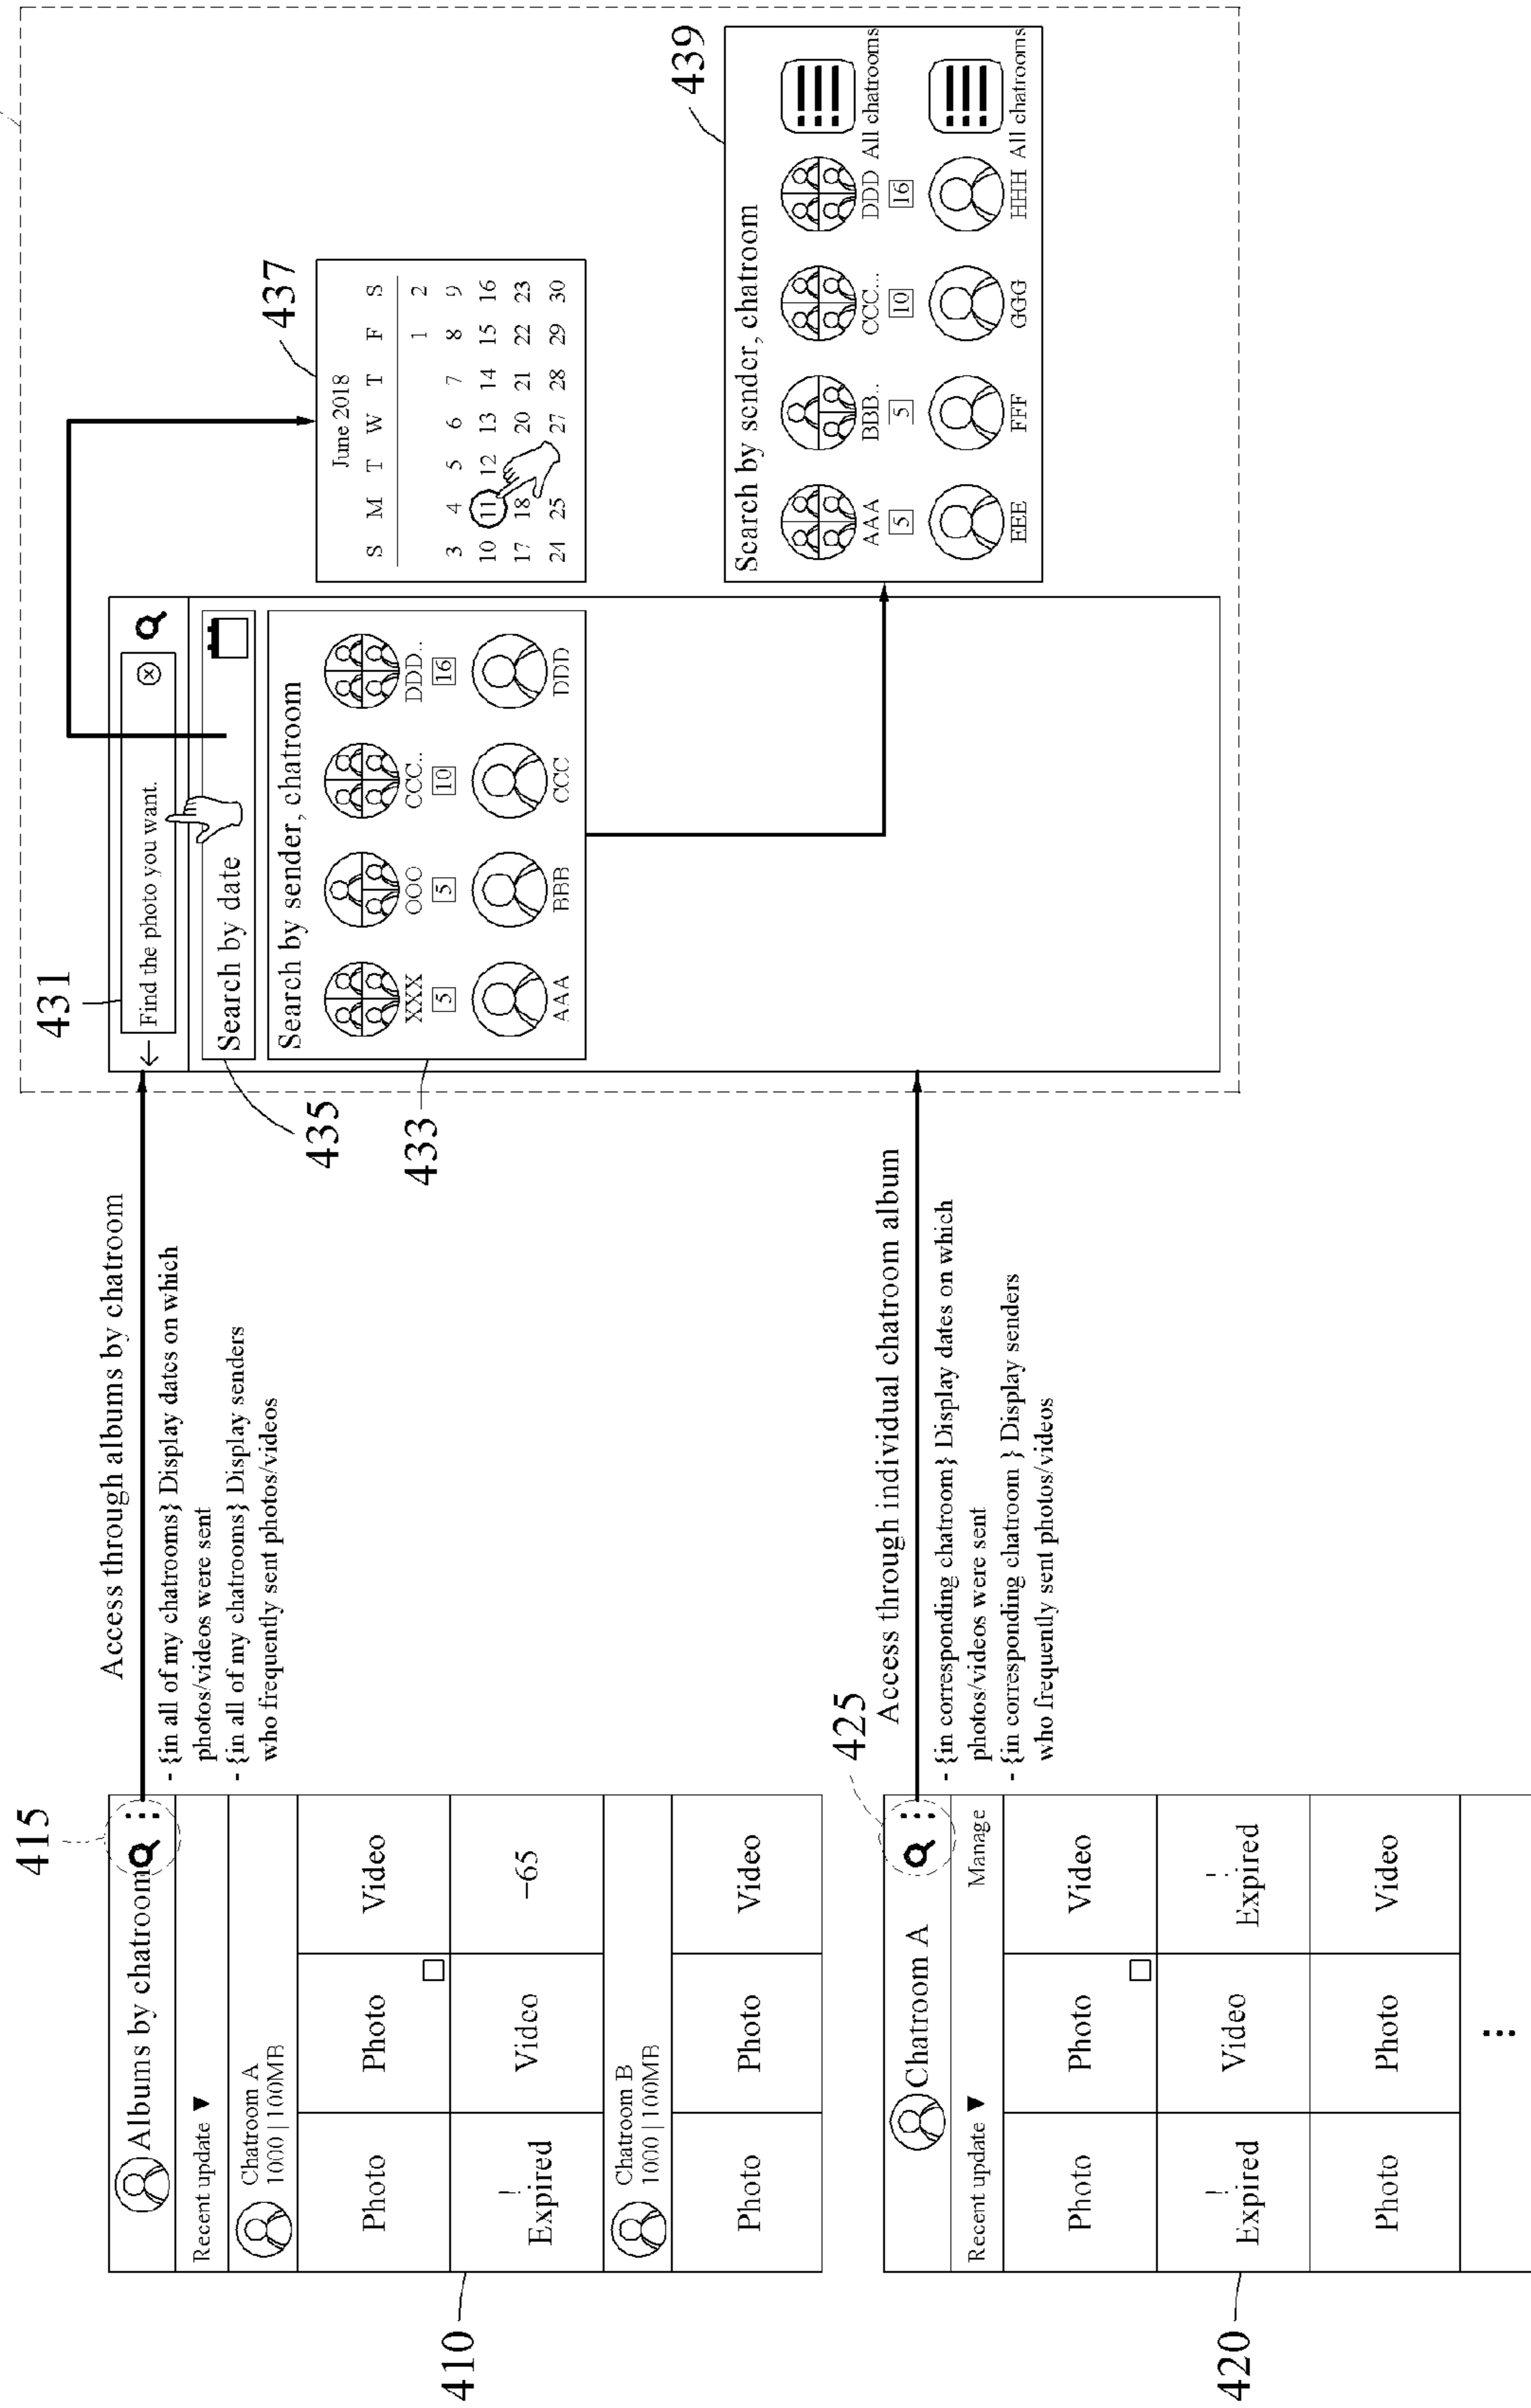 415
Albums by chatroom
Recent update ▼
Chatroom A
1000 | 100MB
Photo Photo Video
! Expired Video –65
Chatroom B
1000 | 100MB
Photo Photo Video
410
Access through albums by chatroom
- {in all of my chatrooms} Display dates on which
photos/videos were sent
- {in all of my chatrooms} Display senders
who frequently sent photos/videos
425
Chatroom A
Recent update ▼ Manage
Photo Photo Video
! Expired Video ! Expired
Photo Photo Video
420
Access through individual chatroom album
- {in corresponding chatroom} Display dates on which
photos/videos were sent
- {in corresponding chatroom } Display senders
who frequently sent photos/videos
431
← Find the photo you want.
435
Search by date
433
Search by sender, chatroom
XXX OOO CCC.. DDD..
5 5 10 16
AAA BBB CCC DDD
437
June 2018
S M T W T F S
1 2
3 4 5 6 7 8 9
10 11 12 13 14 15 16
17 18 20 21 22 23
24 25 27 28 29 30
439
Search by sender, chatroom
AAA BBB.. CCC... DDD All chatrooms
5 5 10 16
EEE FFF GGG HHH All chatrooms